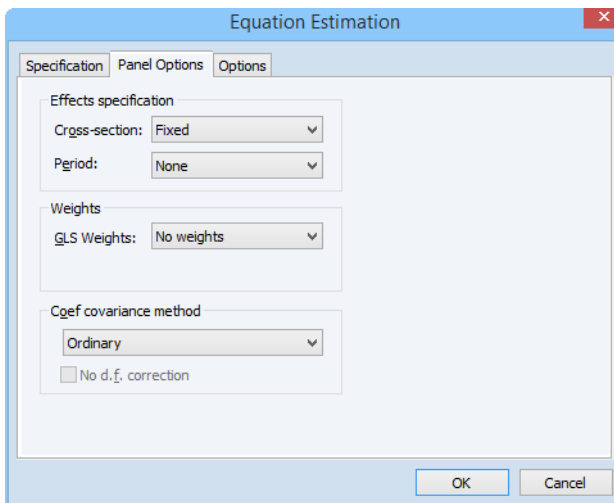 Equation Estimation
Specification Panel Options Options
Effects specification
Cross-section: Fixed
Period: None
Weights
GLS Weights: No weights
Coef covariance method
Ordinary
No d.f. correction
OK Cancel